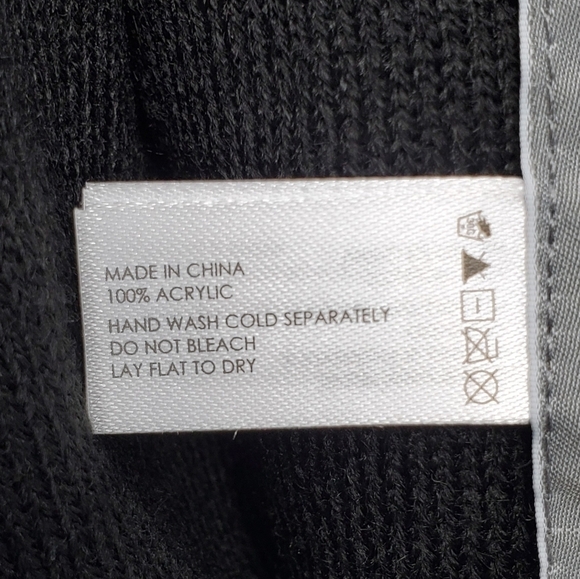 MADE IN CHINA
100% ACRYLIC
HAND WASH COLD SEPARATELY
DO NOT BLEACH
LAY FLAT TO DRY